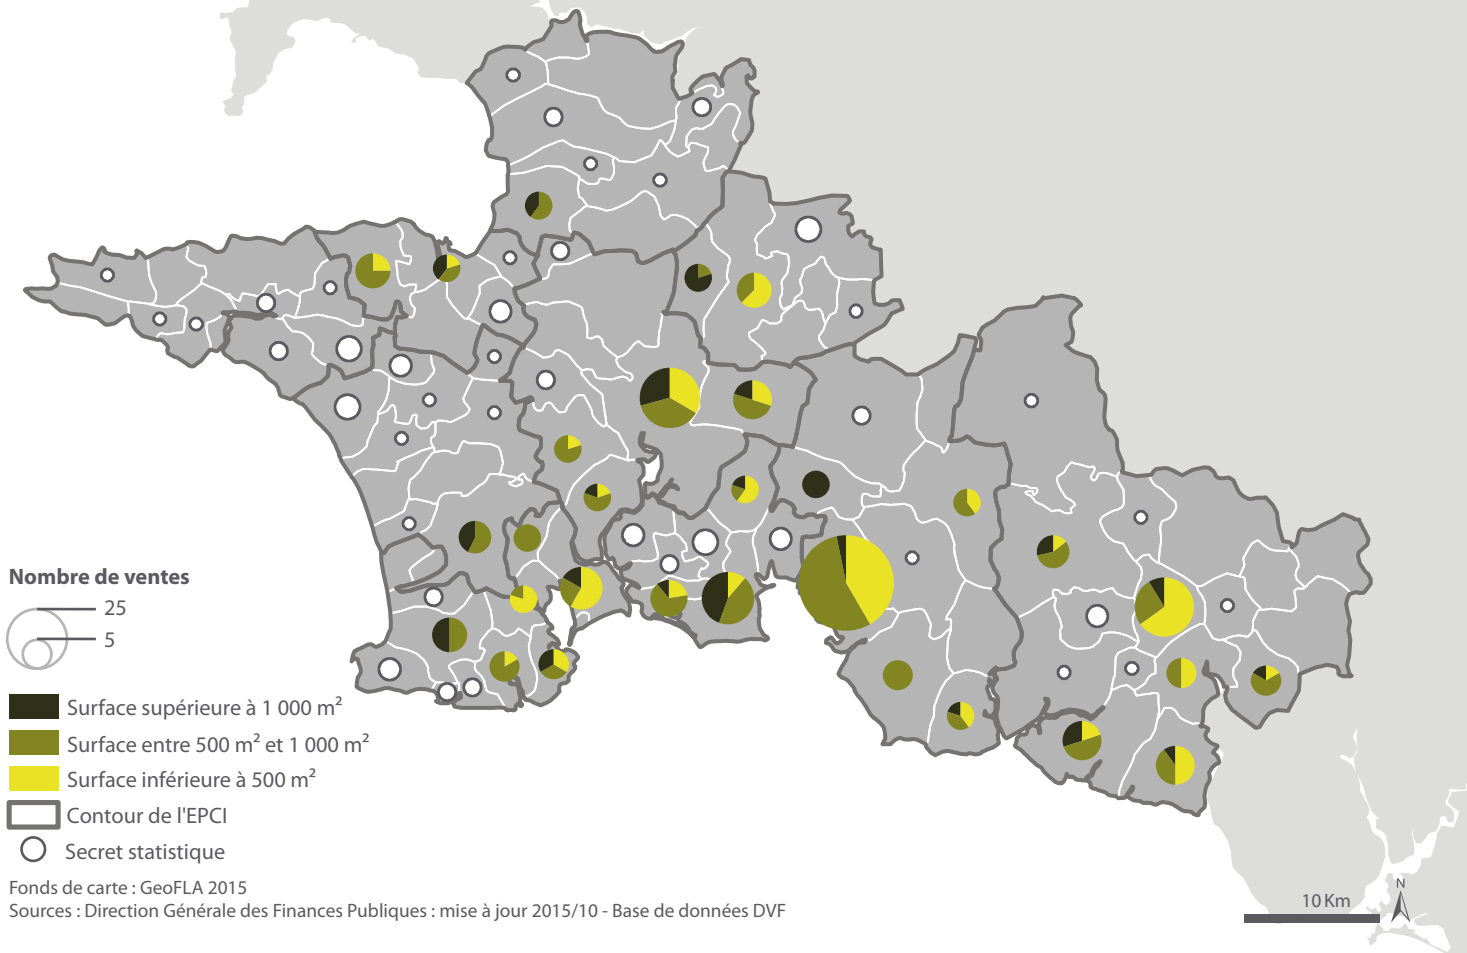 Nombre de ventes
25
5
Surface supérieure à 1 000 m²
Surface entre 500 m² et 1 000 m²
Surface inférieure à 500 m²
Contour de l'EPCI
Secret statistique
Fonds de carte : GeoFLA 2015
Sources : Direction Générale des Finances Publiques : mise à jour 2015/10 - Base de données DVF
10 Km
N